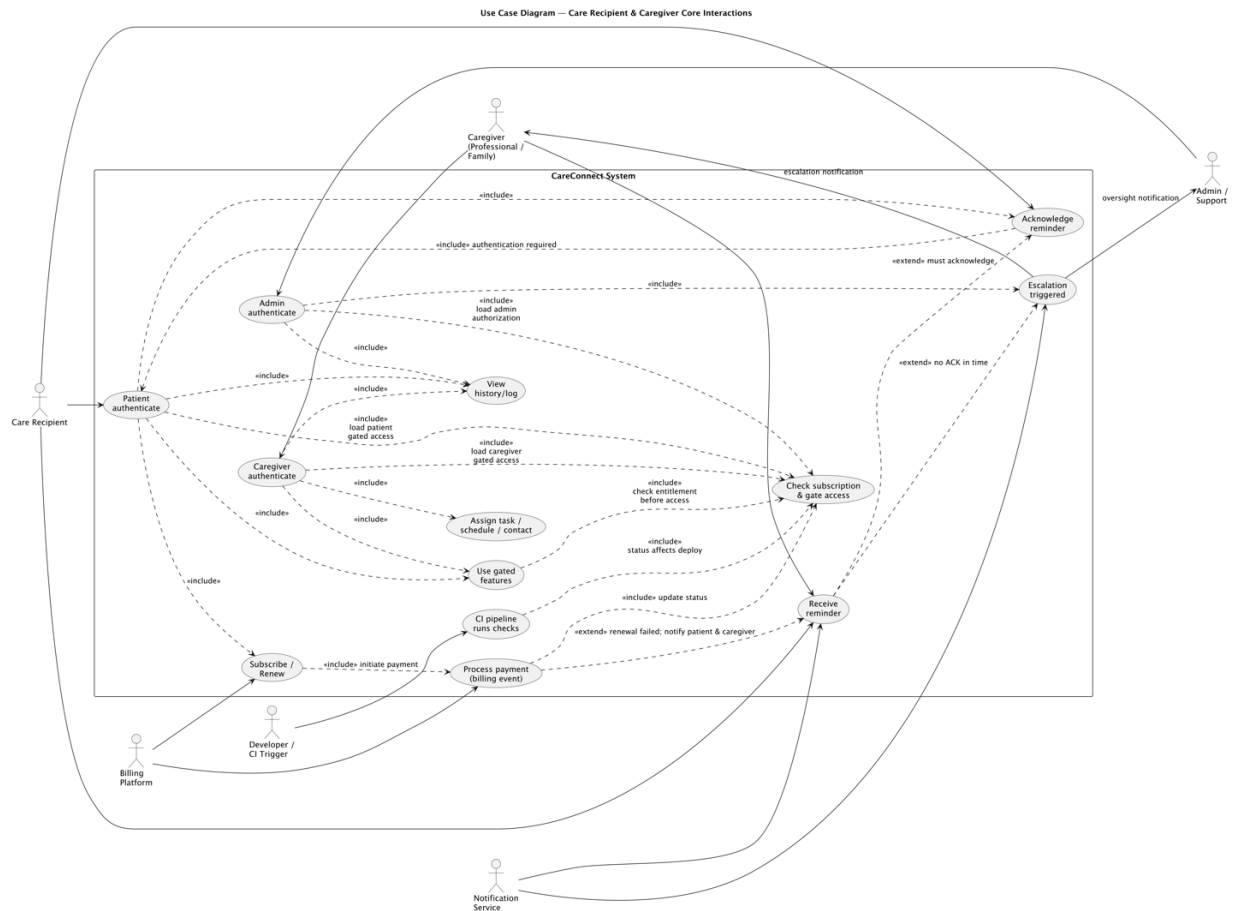 Use Case Diagram — Care Recipient & Caregiver Core Interactions
Caregiver
(Professional /
Family)
CareConnect System
escalation notification
Admin /
Support
oversight notification
«include»
Acknowledge
reminder
«include» authentication required
«extend» must acknowledge
«include»
Escalation
triggered
Admin
authenticate
«include»
load admin
authorization
«include»
«extend» no ACK in time
Care Recipient
Patient
authenticate
«include»
View
history/log
«include»
«include»
load patient
gated access
«include»
load caregiver
gated access
Caregiver
authenticate
«include»
«include»
check entitlement
before access
Check subscription
& gate access
Assign task /
schedule / contact
«include»
«include»
«include»
status affects deploy
Use gated
features
«include»
«include» update status
Receive
reminder
CI pipeline
runs checks
«extend» renewal failed; notify patient & caregiver
Subscribe /
Renew
«include» initiate payment
Process payment
(billing event)
Developer /
CI Trigger
Billing
Platform
Notification
Service